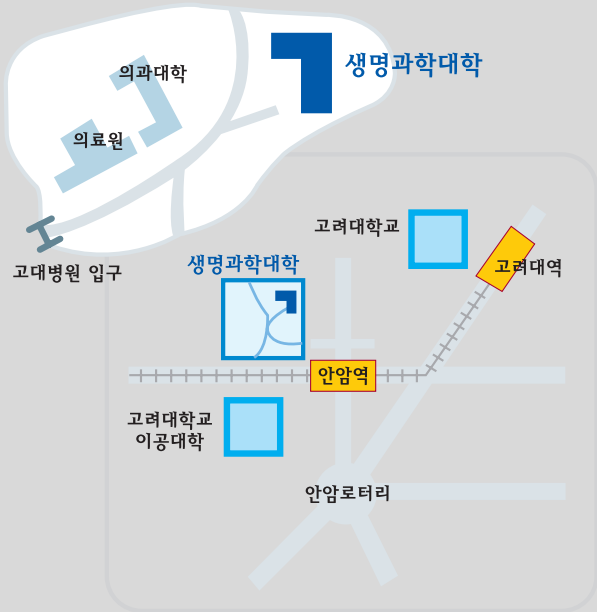 의과대학
생명과학대학
의료원
고대병원 입구
고려대학교
생명과학대학
고려대역
안암역
고려대학교
이공대학
안암로터리